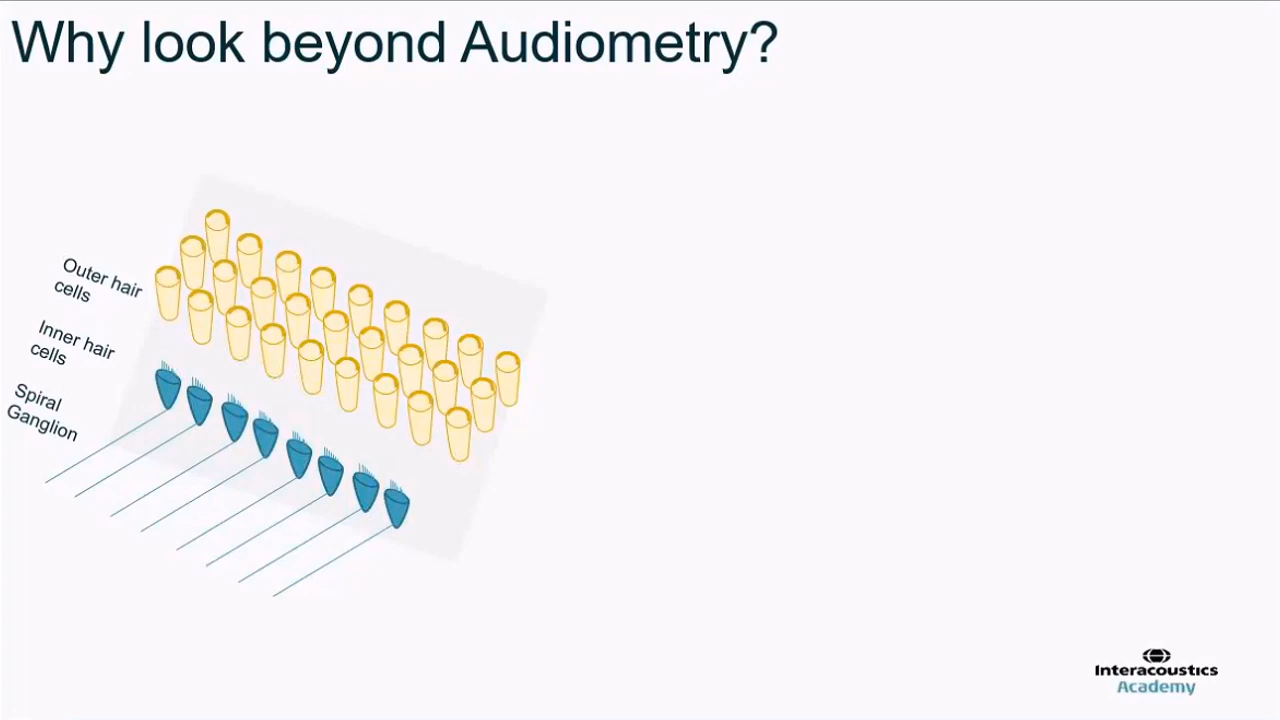 Why look beyond Audiometry?
Outer hair
cells
Inner hair
cells
Spiral
Ganglion
Interacoustics
Academy